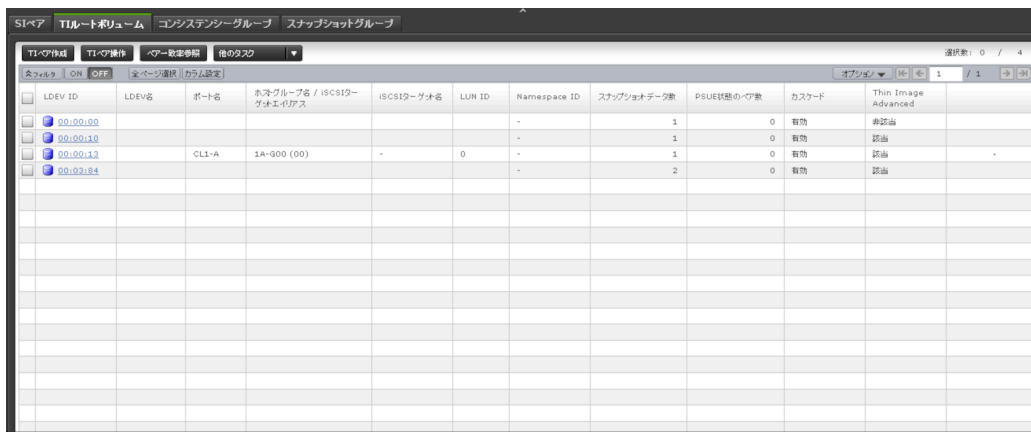 SIペア TIルートボリューム コンシステンシーグループ スナップショットグループ
TIペア作成 TIペア操作 ペア一致率参照 他のタスク 選択数: 0 / 4
フィルタ ON OFF 全ページ選択 カラム設定 オプション 1 / 1
LDEV ID LDEV名 ポート名 ホストグループ名 / iSCSIターゲットエイリアス iSCSIターゲット名 LUN ID Namespace ID スナップショットデータ数 PSUE状態のペア数 カスケード Thin Image Advanced
00:00:00 - 1 0 有効 非該当
00:00:10 - 1 0 有効 該当
00:00:13 CL1-A 1A-G00 (00) - 0 - 1 0 有効 該当 -
00:03:84 - 2 0 有効 該当